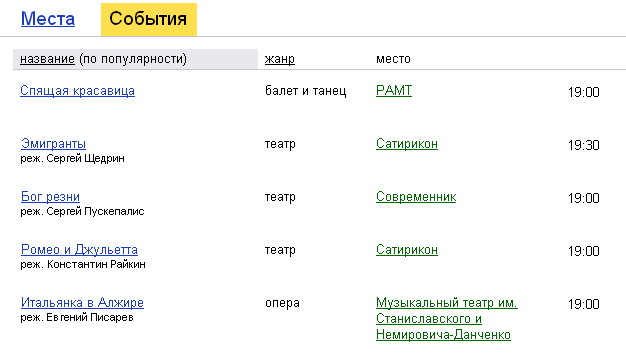 Места События
название (по популярности) жанр место
Спящая красавица балет и танец РАМТ 19:00
Эмигранты театр Сатирикон 19:30
реж. Сергей Щедрин
Бог резни театр Современник 19:00
реж. Сергей Пускепалис
Ромео и Джульетта театр Сатирикон 19:00
реж. Константин Райкин
Итальянка в Алжире опера Музыкальный театр им. 19:00
реж. Евгений Писарев Станиславского и
Немировича-Данченко